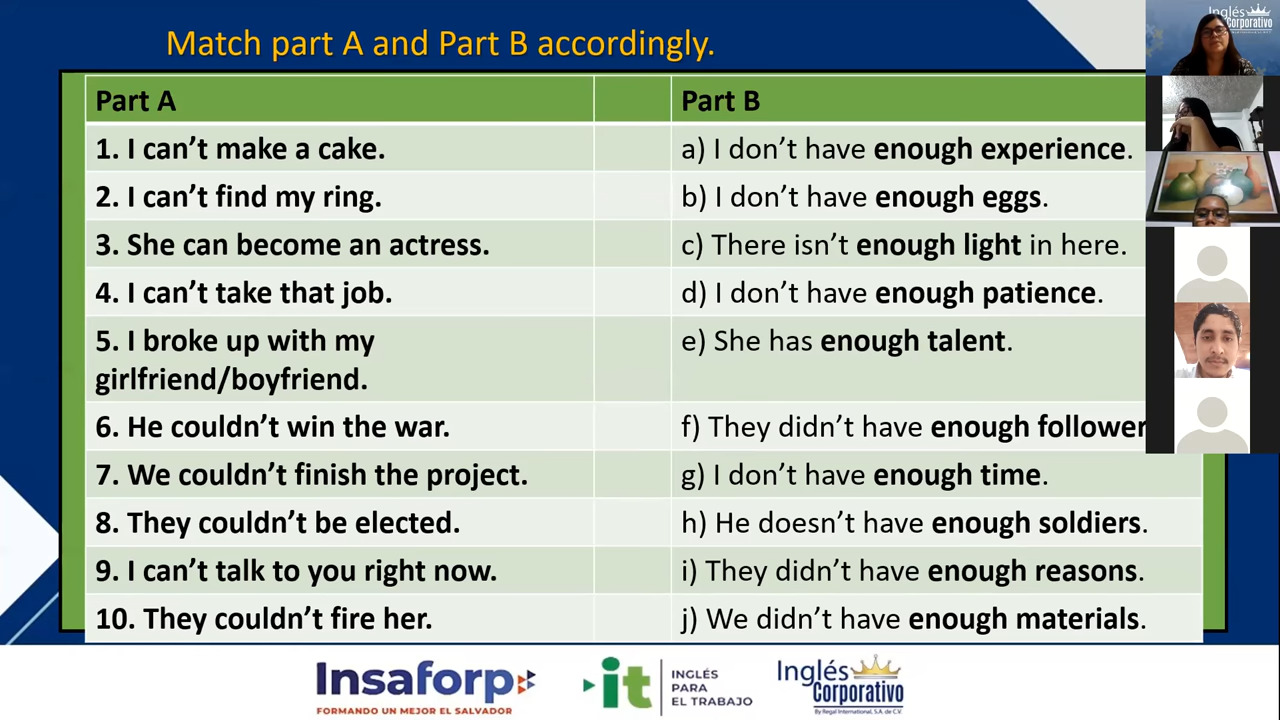 Match part A and Part B accordingly.
Part A
Part B
1. I can't make a cake.
a) I don't have enough experience.
2. I can't find my ring.
b) I don't have enough eggs.
3. She can become an actress.
c) There isn't enough light in here.
4. I can't take that job.
d) I don't have enough patience.
5. I broke up with my
girlfriend/boyfriend.
e) She has enough talent.
6. He couldn't win the war.
f) They didn't have enough follower
7. We couldn't finish the project.
g) I don't have enough time.
8. They couldn't be elected.
h) He doesn't have enough soldiers.
9. I can't talk to you right now.
i) They didn't have enough reasons.
10. They couldn't fire her.
j) We didn't have enough materials.
Insaforp
FORMANDO UN MEJOR EL SALVADOR
it
INGLÉS
PARA
EL TRABAJO
Inglés
Corporativo
By Regal International, S.A. de C.V.
Inglés
Corporativo